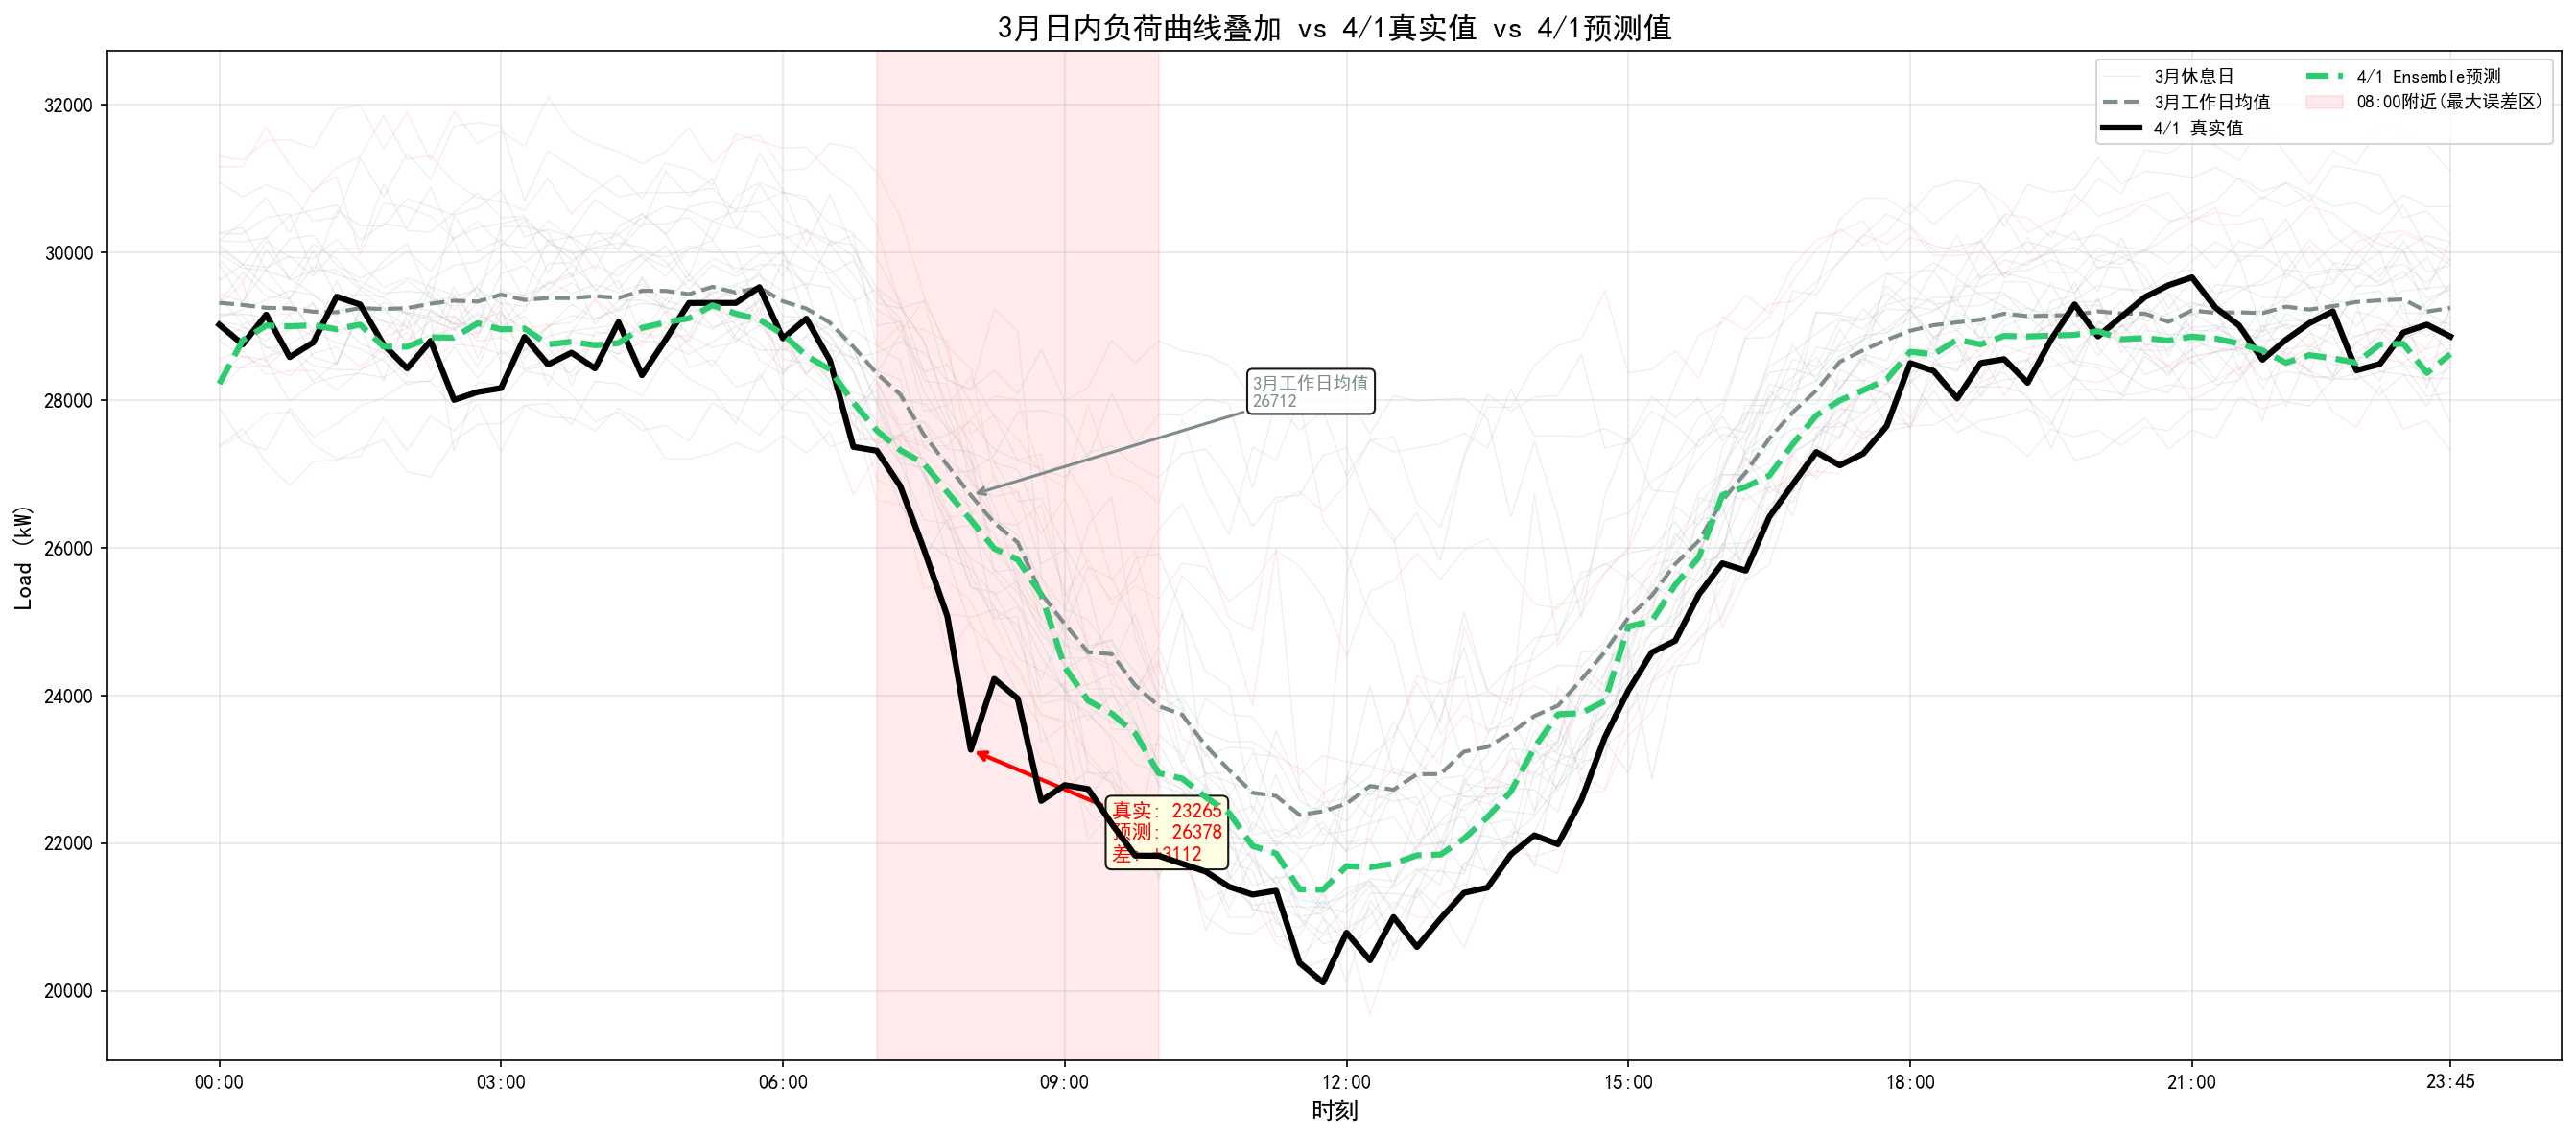 3月日内负荷曲线叠加 vs 4/1真实值 vs 4/1预测值
3月休息日
3月工作日均值
4/1 真实值
4/1 Ensemble预测
08:00附近(最大误差区)
Load (kW)
32000
30000
28000
26000
24000
22000
20000
3月工作日均值
26712
真实: 23265
预测: 26378
差: +3112
00:00
03:00
06:00
09:00
12:00
15:00
18:00
21:00
23:45
时刻